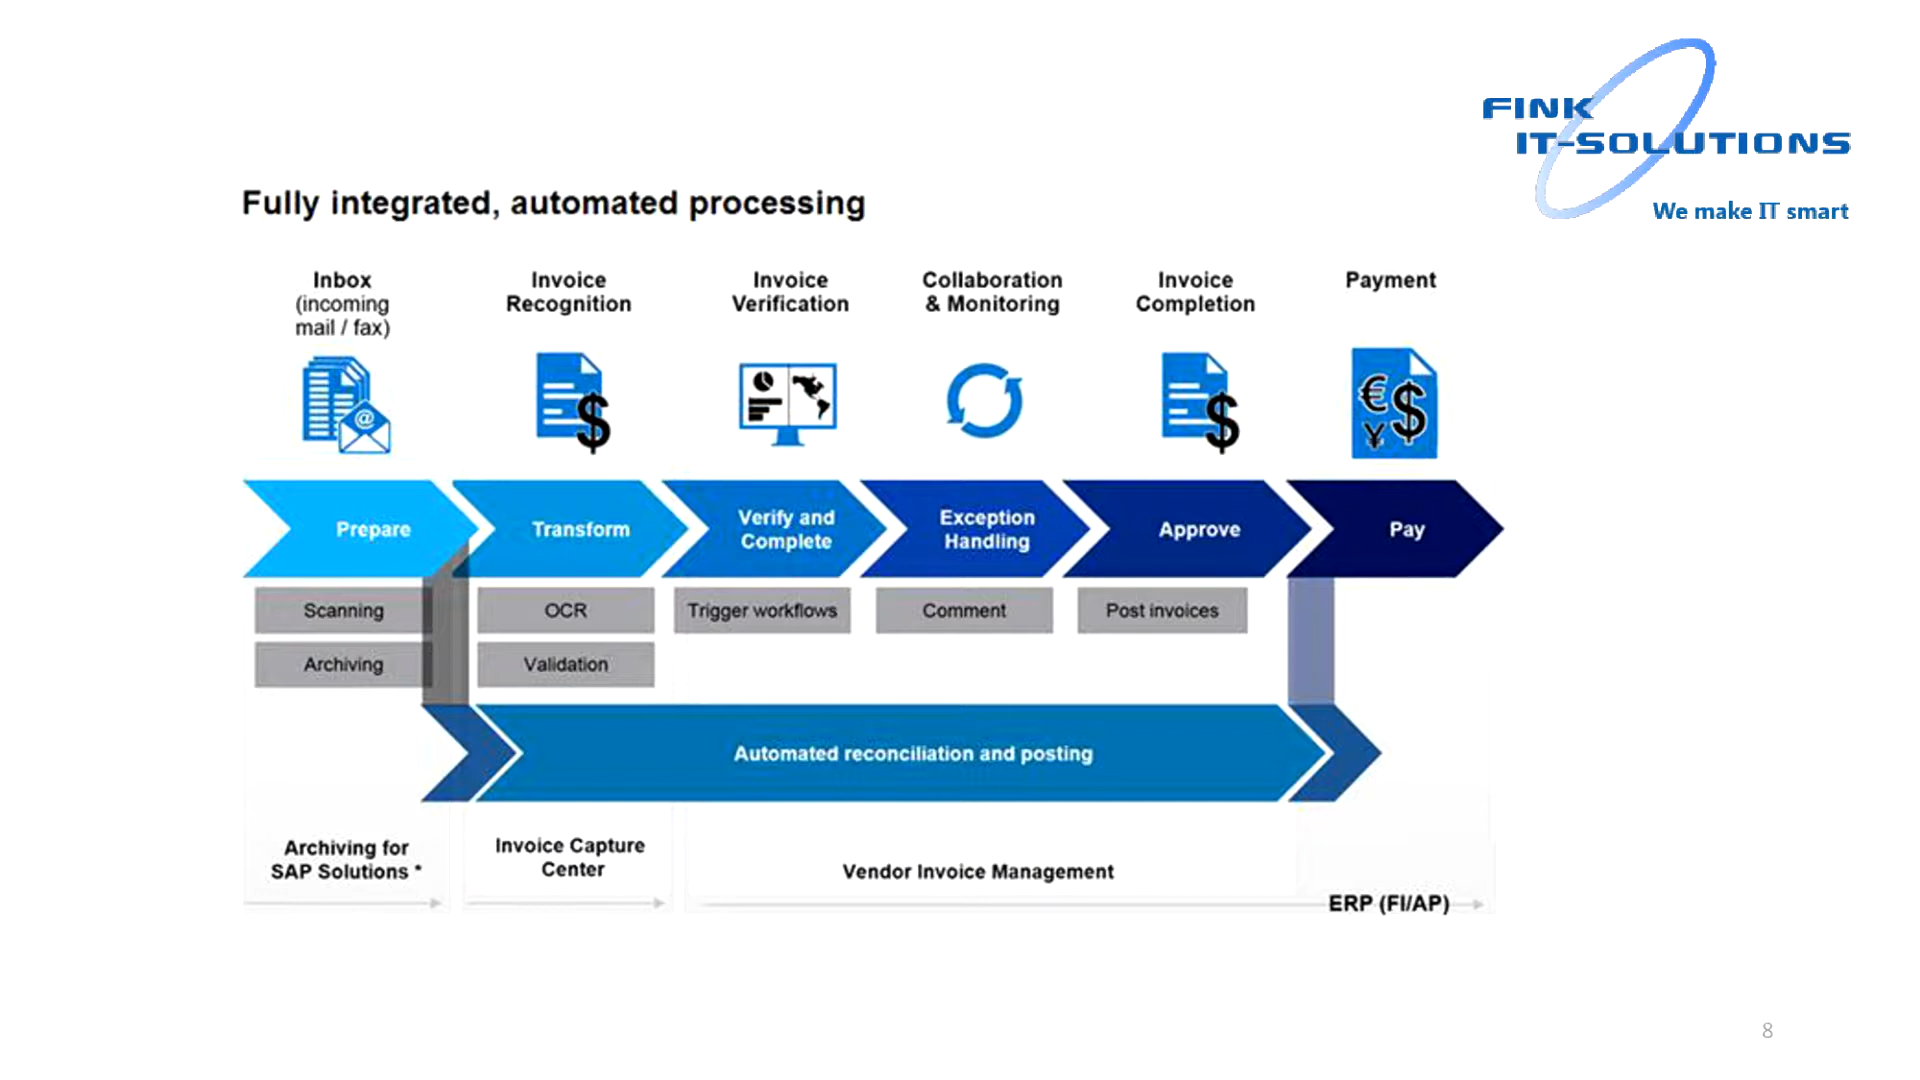 FINK
IT-SOLUTIONS
We make IT smart
Fully integrated, automated processing
Inbox
(incoming
mail / fax)
Invoice
Recognition
Invoice
Verification
Collaboration
& Monitoring
Invoice
Completion
Payment
@
$
$
€
$
¥
Prepare
Transform
Verify and
Complete
Exception
Handling
Approve
Pay
Scanning
OCR
Trigger workflows
Comment
Post invoices
Archiving
Validation
Automated reconciliation and posting
Archiving for
SAP Solutions *
Invoice Capture
Center
Vendor Invoice Management
ERP (FI/AP)
8